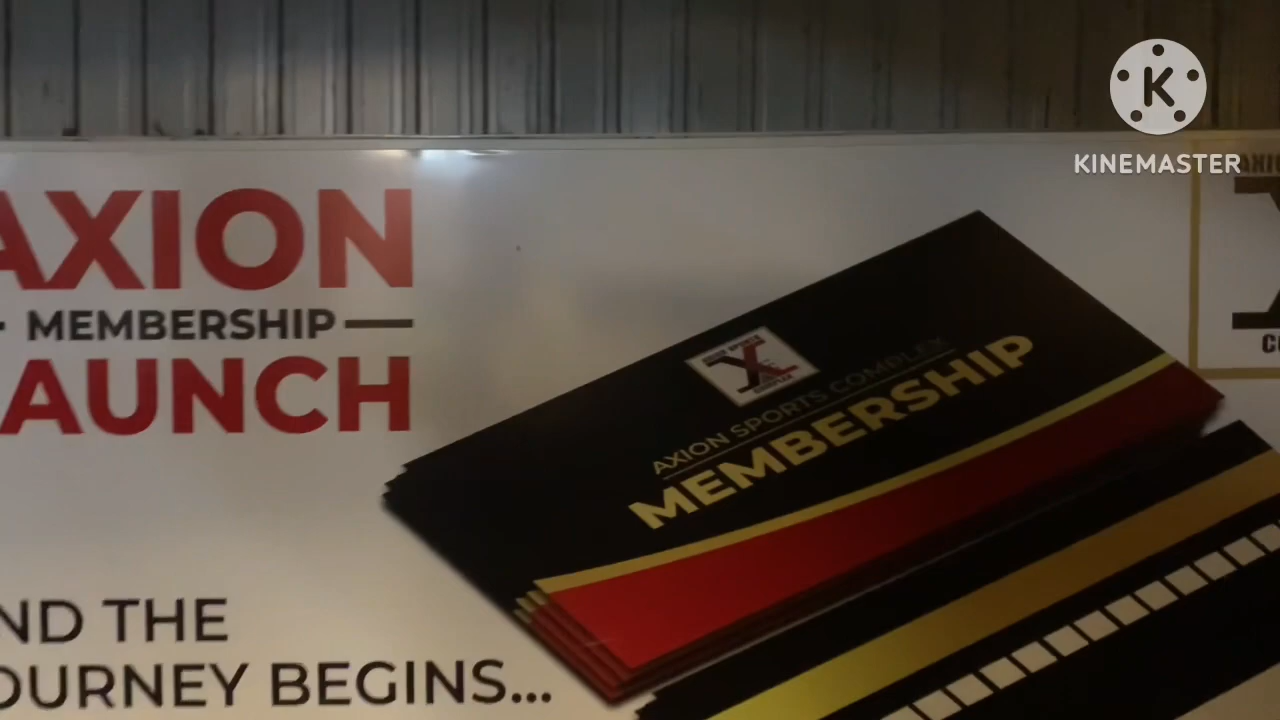 KINEMASTER
AXION
MEMBERSHIP
AUNCH
AXION SPORTS COMPLEX
MEMBERSHIP
ND THE
OURNEY BEGINS...